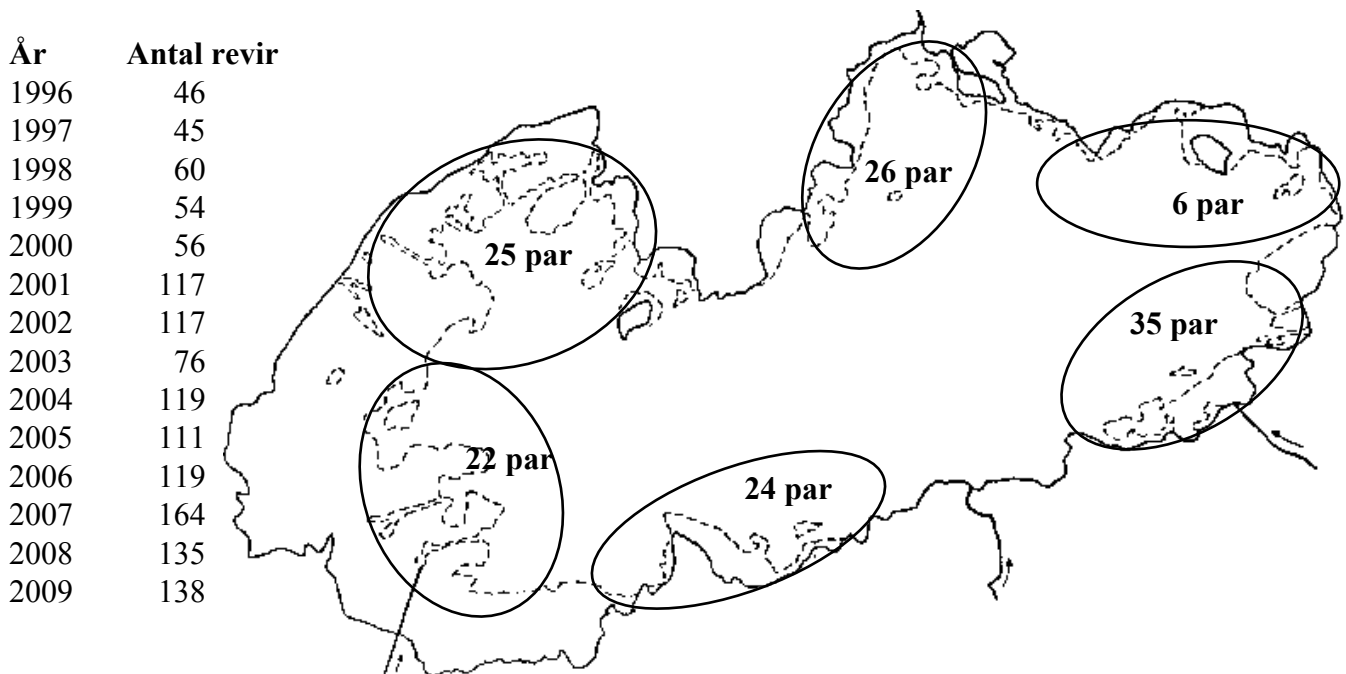 År Antal revir
1996 46
1997 45
1998 60
1999 54
2000 56
2001 117
2002 117
2003 76
2004 119
2005 111
2006 119
2007 164
2008 135
2009 138
26 par
6 par
25 par
35 par
22 par
24 par